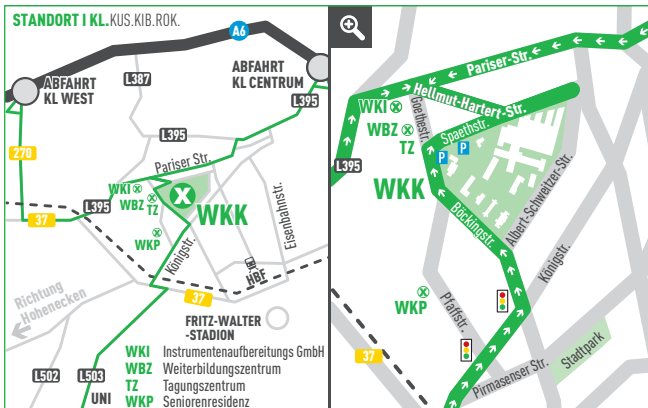 STANDORT I KL.KUS.KIB.ROK.
A6
ABFAHRT
KL WEST
L387
ABFAHRT
KL CENTRUM
L395
270
L395
Pariser Str.
WKI
WBZ
TZ
WKK
L395
37
WKP
Königstr.
Eisenbahnstr.
HBF
Richtung
Hohenecken
37
FRITZ-WALTER
-STADION
L502
L503
UNI
WKI Instrumentenaufbereitungs GmbH
WBZ Weiterbildungszentrum
TZ Tagungszentrum
WKP Seniorenresidenz
Pariser-Str.
Hellmut-Hartert-Str.
WKI
Goethestr.
WBZ
TZ
Spaethstr.
P
P
L395
WKK
Böckingstr.
Albert-Schweitzer-Str.
Königstr.
WKP
Pfaffstr.
37
Pirmasenser Str.
Stadtpark